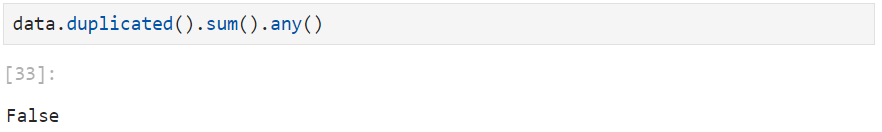 data.duplicated().sum().any()
[33]:
False